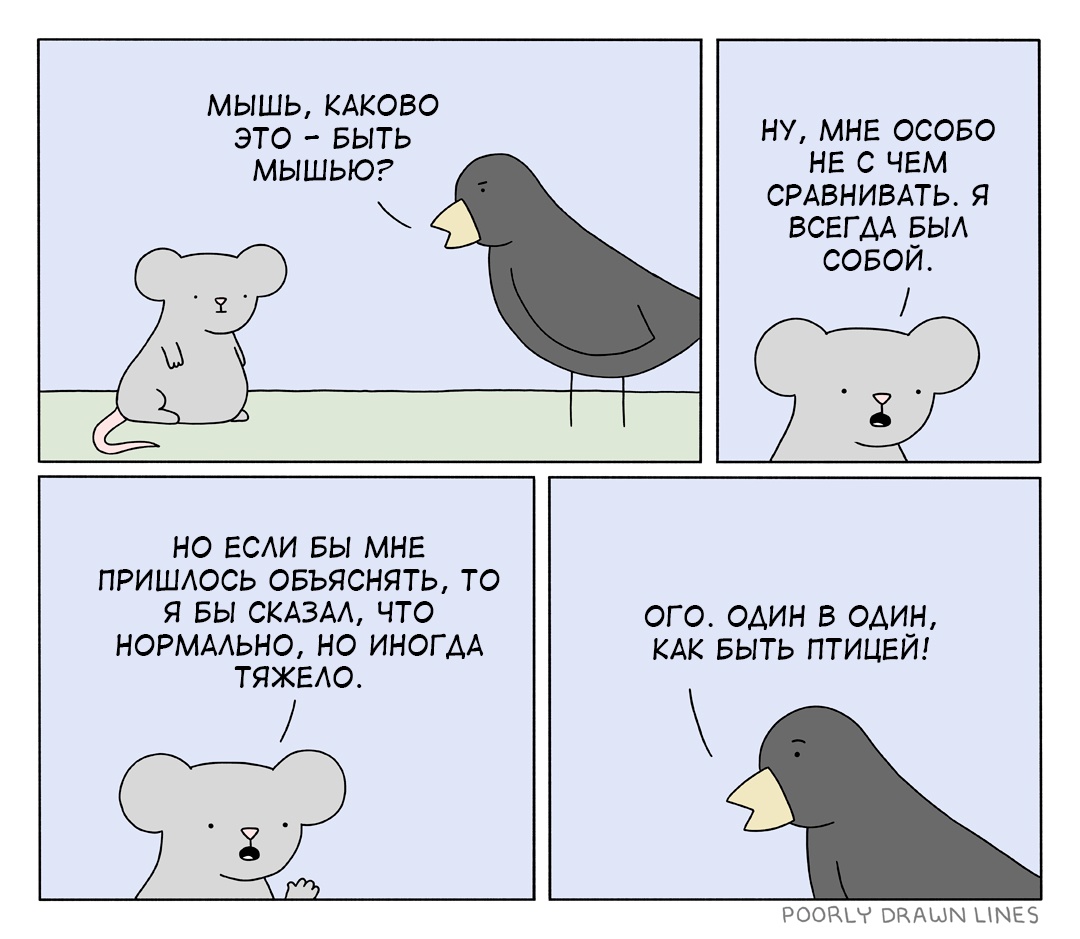 МЫШЬ, КАКОВО
ЭТО - БЫТЬ
МЫШЬЮ?
НУ, МНЕ ОСОБО
НЕ С ЧЕМ
СРАВНИВАТЬ. Я
ВСЕГДА БЫЛ
СОБОЙ.
НО ЕСЛИ БЫ МНЕ
ПРИШЛОСЬ ОБЪЯСНЯТЬ, ТО
Я БЫ СКАЗАЛ, ЧТО
НОРМАЛЬНО, НО ИНОГДА
ТЯЖЕЛО.
ОГО. ОДИН В ОДИН,
КАК БЫТЬ ПТИЦЕЙ!
POORLY DRAWN LINES